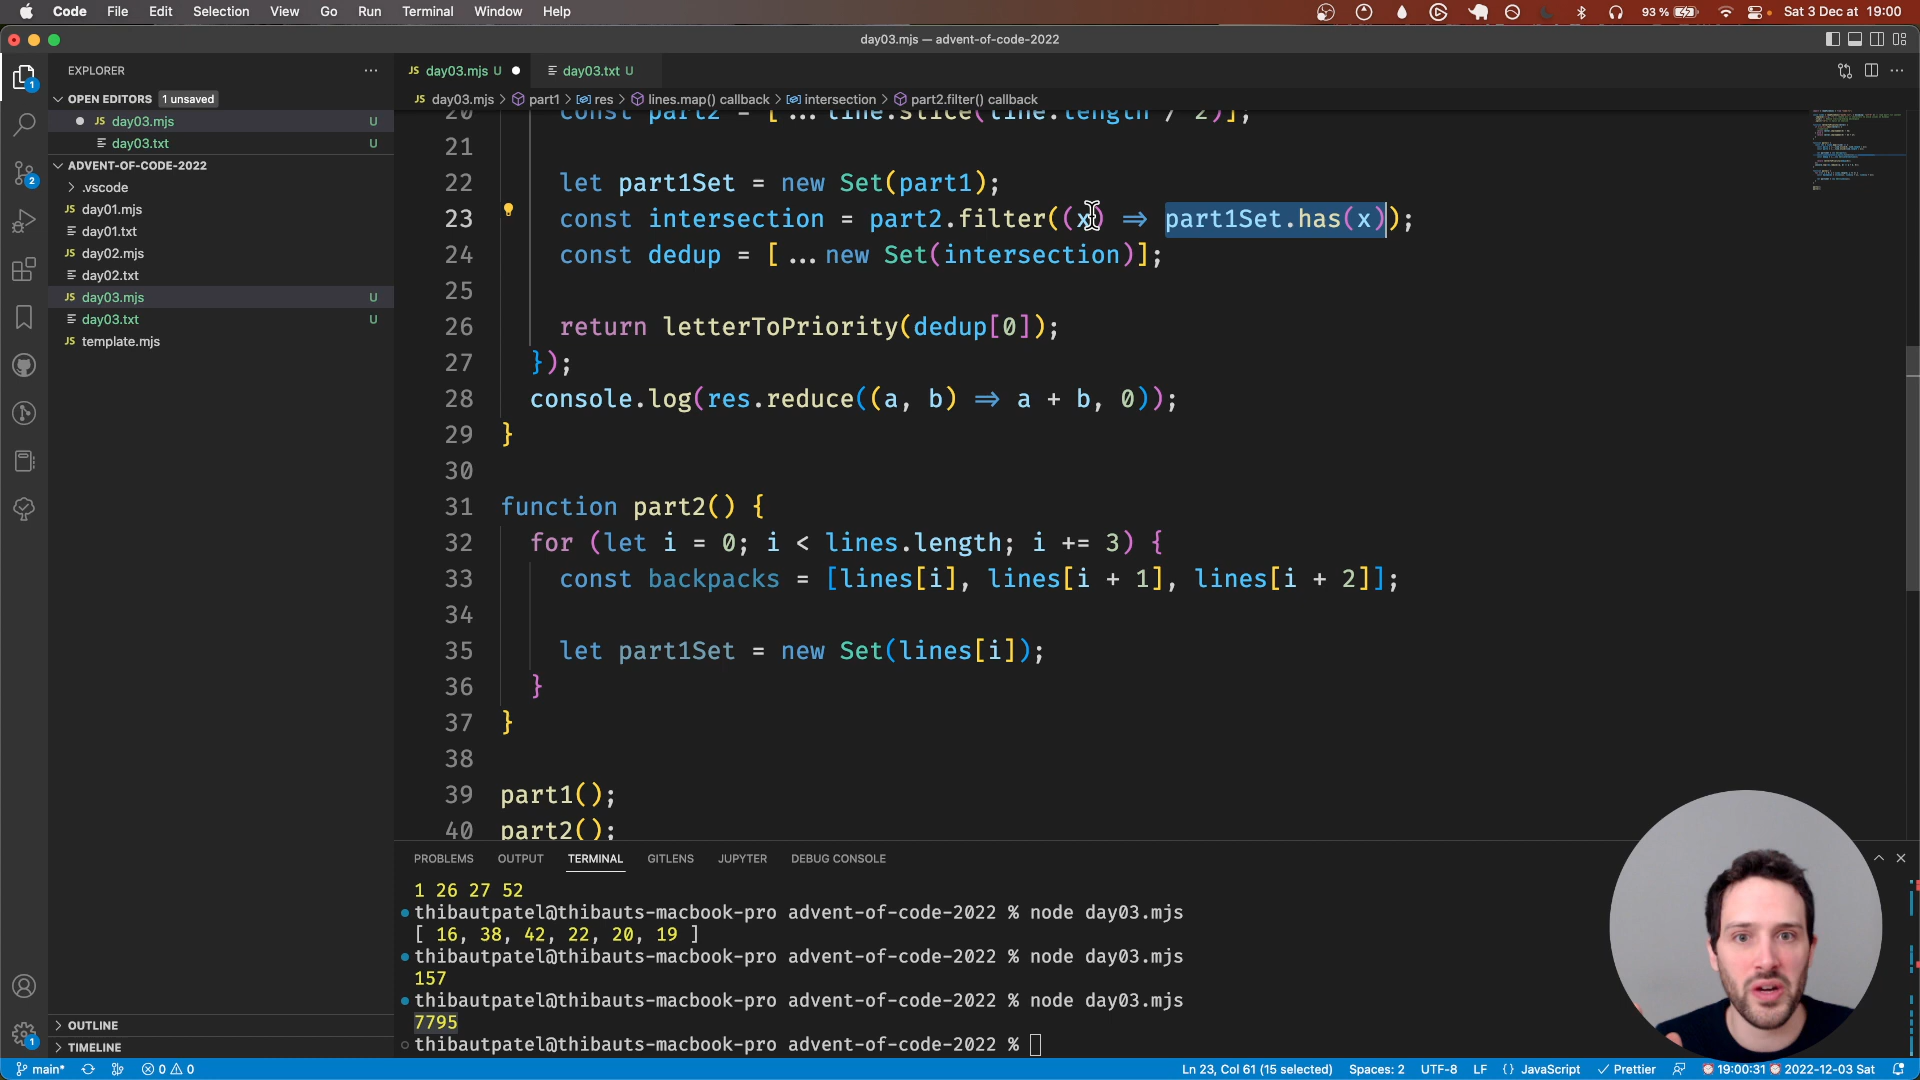 Code File Edit Selection View Go Run Terminal Window Help 93 % Sat 3 Dec at 19:00
day03.mjs — advent-of-code-2022
EXPLORER
OPEN EDITORS 1 unsaved
JS day03.mjs U
day03.txt U
ADVENT-OF-CODE-2022
.vscode
JS day01.mjs
day01.txt
JS day02.mjs
day02.txt
JS day03.mjs U
day03.txt U
JS template.mjs
OUTLINE
TIMELINE
JS day03.mjs U day03.txt U
JS day03.mjs > part1 > res > lines.map() callback > intersection > part2.filter() callback
20 const part2 = [...line.slice(line.length / 2)];
21
22 let part1Set = new Set(part1);
23 const intersection = part2.filter((x) => part1Set.has(x));
24 const dedup = [...new Set(intersection)];
25
26 return letterToPriority(dedup[0]);
27 });
28 console.log(res.reduce((a, b) => a + b, 0));
29 }
30
31 function part2() {
32 for (let i = 0; i < lines.length; i += 3) {
33 const backpacks = [lines[i], lines[i + 1], lines[i + 2]];
34
35 let part1Set = new Set(lines[i]);
36 }
37 }
38
39 part1();
40 part2();
PROBLEMS OUTPUT TERMINAL GITLENS JUPYTER DEBUG CONSOLE
1 26 27 52
thibautpatel@thibauts-macbook-pro advent-of-code-2022 % node day03.mjs
[ 16, 38, 42, 22, 20, 19 ]
thibautpatel@thibauts-macbook-pro advent-of-code-2022 % node day03.mjs
157
thibautpatel@thibauts-macbook-pro advent-of-code-2022 % node day03.mjs
7795
thibautpatel@thibauts-macbook-pro advent-of-code-2022 %
main* 0 0 Ln 23, Col 61 (15 selected) Spaces: 2 UTF-8 LF {} JavaScript Prettier 19:00:31 2022-12-03 Sat